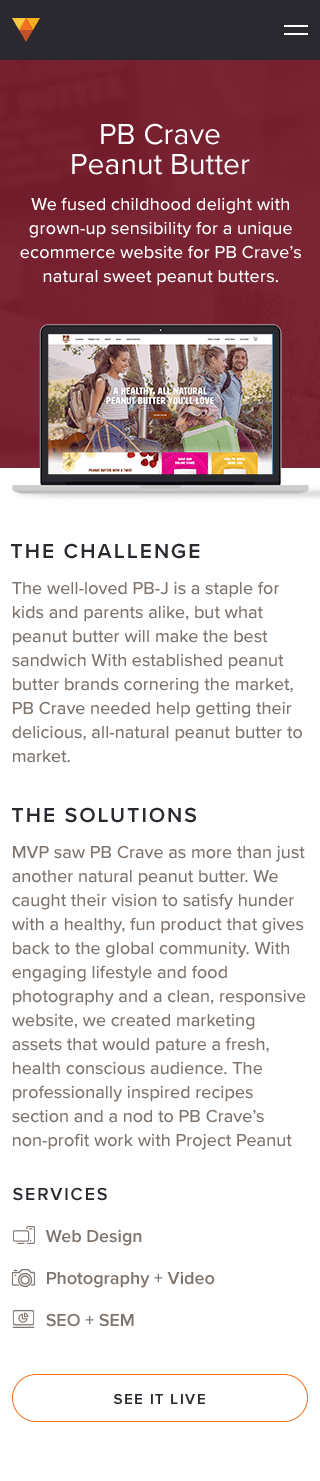 PB Crave
Peanut Butter
We fused childhood delight with
grown-up sensibility for a unique
ecommerce website for PB Crave's
natural sweet peanut butters.
A HEALTHY, ALL NATURAL
PEANUT BUTTER YOU'LL LOVE
PEANUT BUTTER WITH A TWIST
THE CHALLENGE
The well-loved PB-J is a staple for
kids and parents alike, but what
peanut butter will make the best
sandwich With established peanut
butter brands cornering the market,
PB Crave needed help getting their
delicious, all-natural peanut butter to
market.
THE SOLUTIONS
MVP saw PB Crave as more than just
another natural peanut butter. We
caught their vision to satisfy hunder
with a healthy, fun product that gives
back to the global community. With
engaging lifestyle and food
photography and a clean, responsive
website, we created marketing
assets that would pature a fresh,
health conscious audience. The
professionally inspired recipes
section and a nod to PB Crave's
non-profit work with Project Peanut
SERVICES
Web Design
Photography + Video
SEO + SEM
SEE IT LIVE